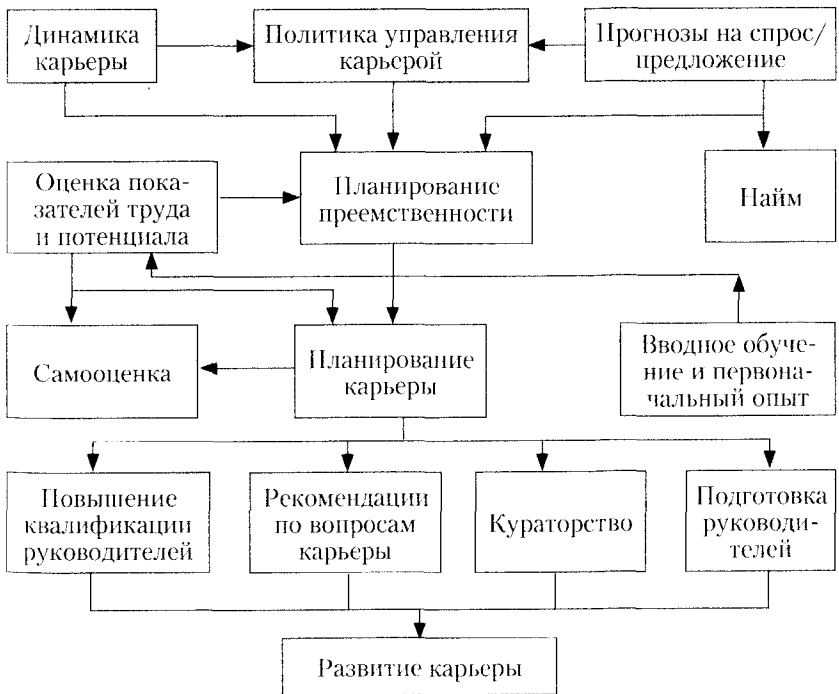 Динамика
карьеры
Политика управления
карьерой
Прогнозы на спрос/
предложение
Оценка пока-
зателей труда
и потенциала
Планирование
преемственности
Найм
Самооценка
Планирование
карьеры
Вводное обуче-
ние и первона-
чальный опыт
Повышение
квалификации
руководителей
Рекомендации
по вопросам
карьеры
Кураторство
Подготовка
руководи-
телей
Развитие карьеры